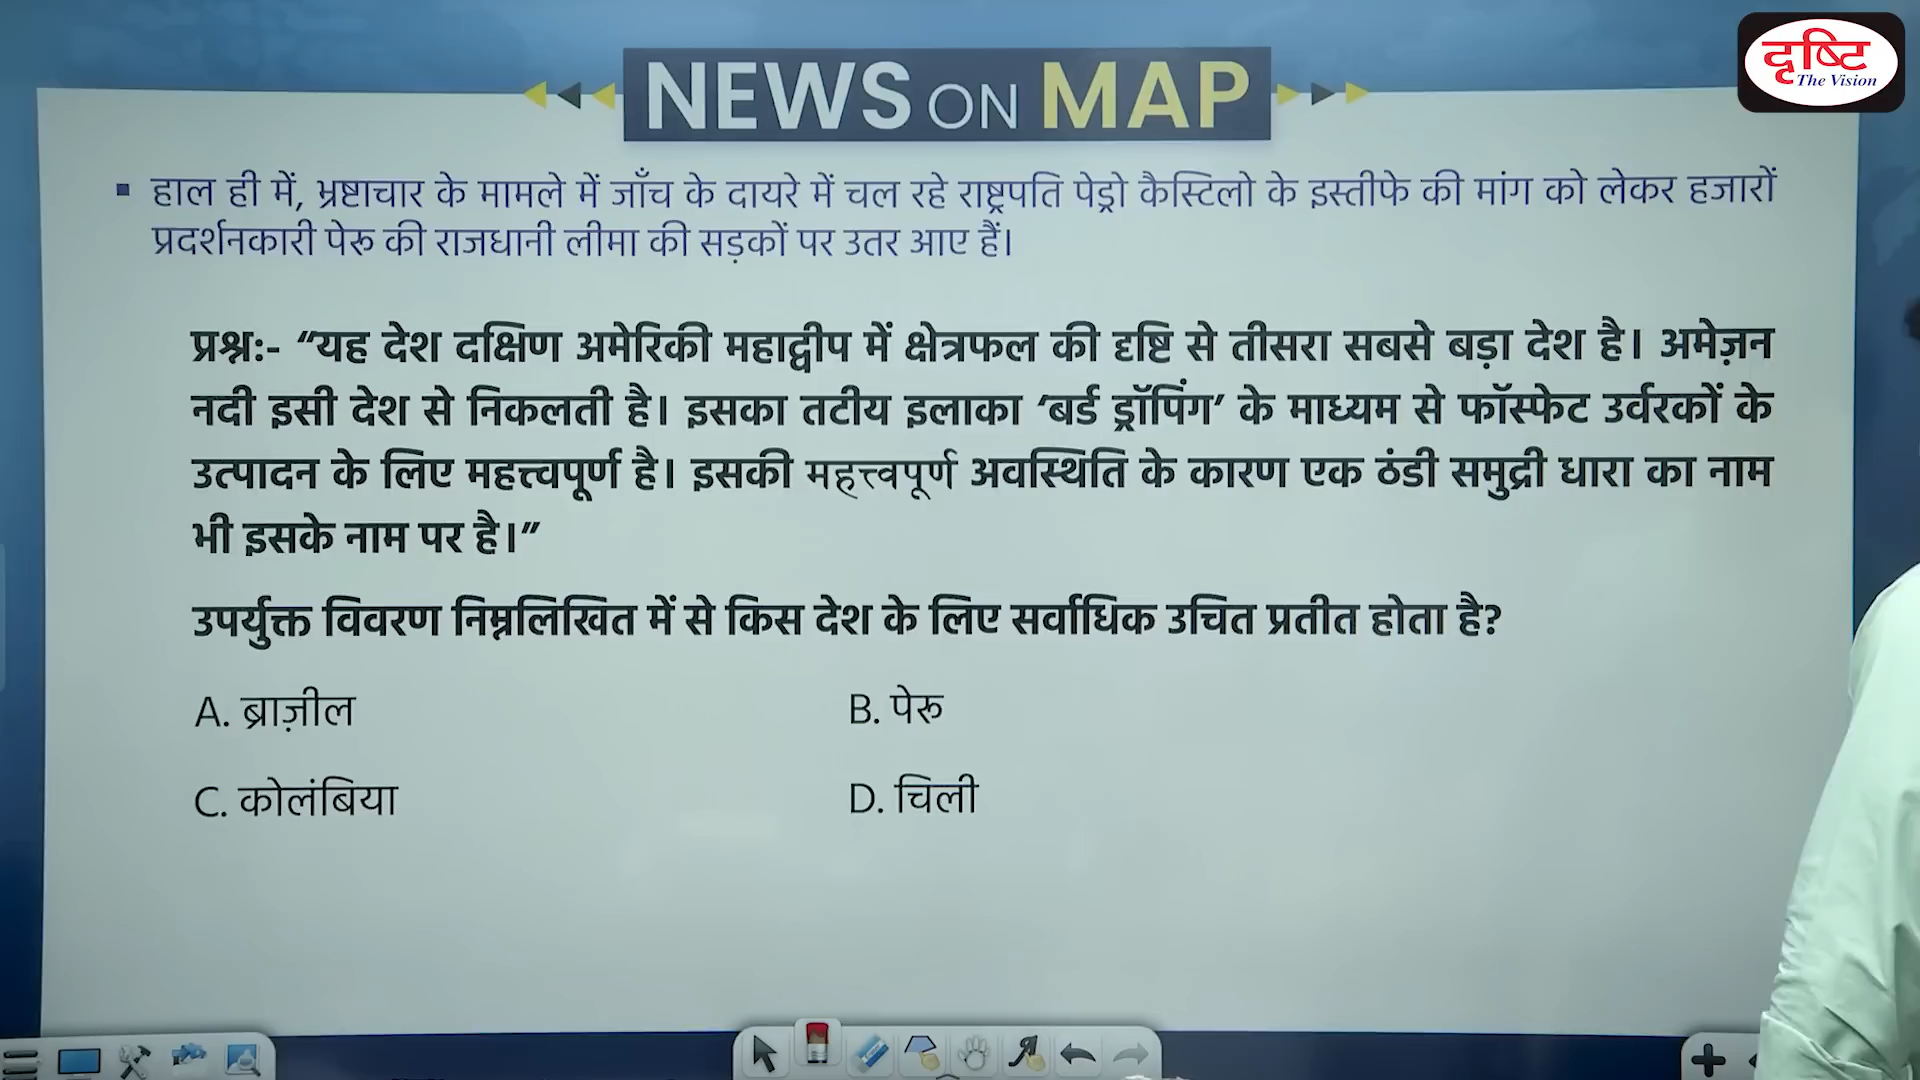 दृष्टि
The Vision
NEWS ON MAP
▪ हाल ही में, भ्रष्टाचार के मामले में जाँच के दायरे में चल रहे राष्ट्रपति पेड्रो कैस्टिलो के इस्तीफे की मांग को लेकर हजारों
प्रदर्शनकारी पेरू की राजधानी लीमा की सड़कों पर उतर आए हैं।
प्रश्न:- “यह देश दक्षिण अमेरिकी महाद्वीप में क्षेत्रफल की दृष्टि से तीसरा सबसे बड़ा देश है। अमेज़न
नदी इसी देश से निकलती है। इसका तटीय इलाका ‘बर्ड ड्रॉपिंग’ के माध्यम से फॉस्फेट उर्वरकों के
उत्पादन के लिए महत्त्वपूर्ण है। इसकी महत्त्वपूर्ण अवस्थिति के कारण एक ठंडी समुद्री धारा का नाम
भी इसके नाम पर है।”
उपर्युक्त विवरण निम्नलिखित में से किस देश के लिए सर्वाधिक उचित प्रतीत होता है?
A. ब्राज़ील
B. पेरू
C. कोलंबिया
D. चिली